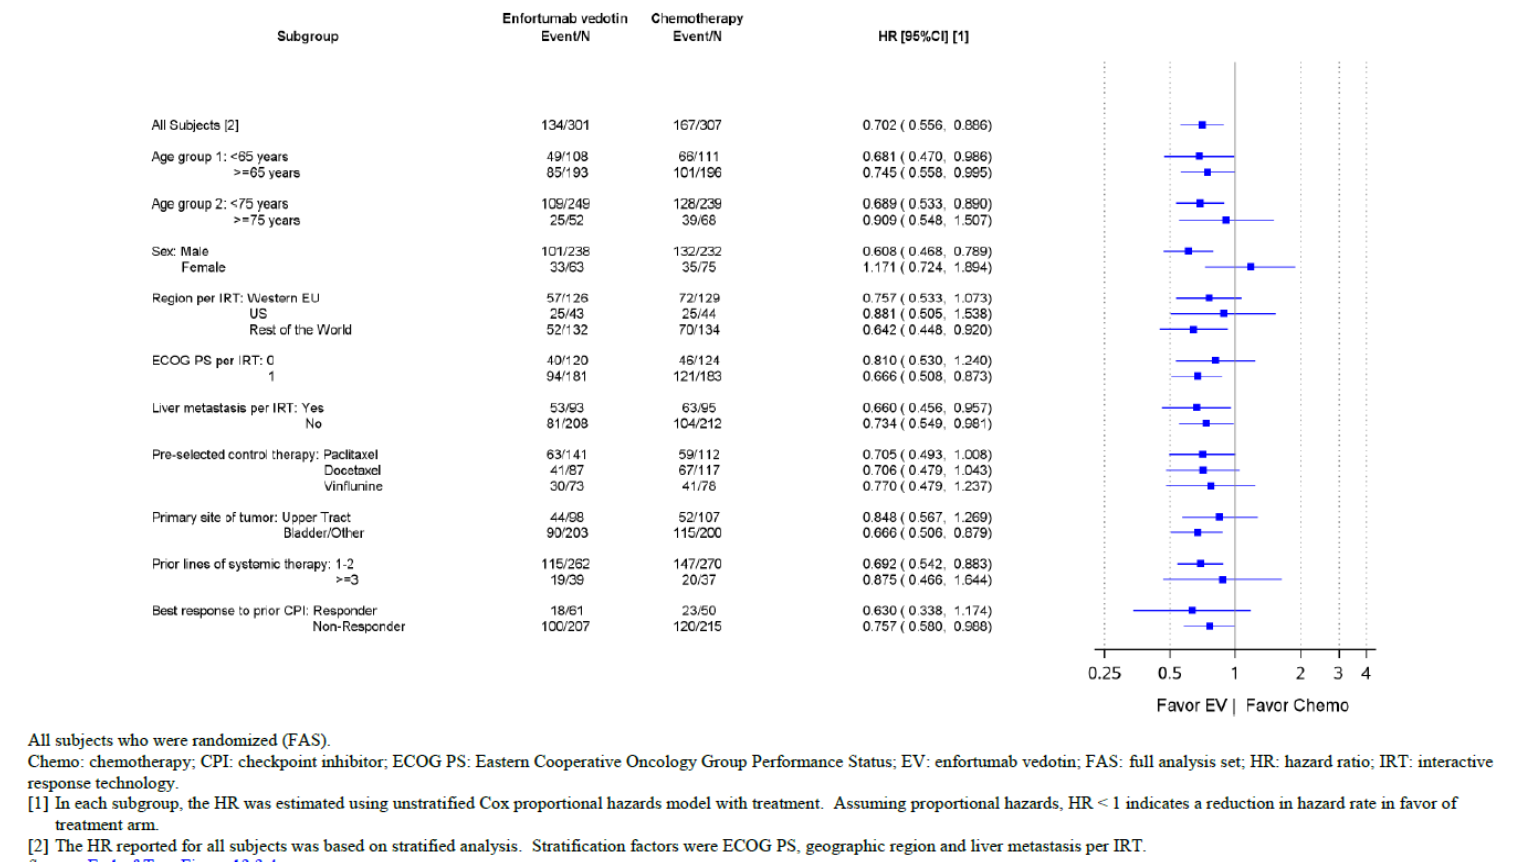 Enfortumab vedotin Chemotherapy
Subgroup Event/N Event/N HR [95%CI] [1]
All Subjects [2] 134/301 167/307 0.702 ( 0.556, 0.886)
Age group 1: <65 years 49/108 66/111 0.681 ( 0.470, 0.986)
>=65 years 85/193 101/196 0.745 ( 0.558, 0.995)
Age group 2: <75 years 109/249 128/239 0.689 ( 0.533, 0.890)
>=75 years 25/52 39/68 0.909 ( 0.548, 1.507)
Sex: Male 101/238 132/232 0.608 ( 0.468, 0.789)
Female 33/63 35/75 1.171 ( 0.724, 1.894)
Region per IRT: Western EU 57/126 72/129 0.757 ( 0.533, 1.073)
US 25/43 25/44 0.881 ( 0.505, 1.538)
Rest of the World 52/132 70/134 0.642 ( 0.448, 0.920)
ECOG PS per IRT: 0 40/120 46/124 0.810 ( 0.530, 1.240)
1 94/181 121/183 0.666 ( 0.508, 0.873)
Liver metastasis per IRT: Yes 53/93 63/95 0.660 ( 0.456, 0.957)
No 81/208 104/212 0.734 ( 0.549, 0.981)
Pre-selected control therapy: Paclitaxel 63/141 59/112 0.705 ( 0.493, 1.008)
Docetaxel 41/87 67/117 0.706 ( 0.479, 1.043)
Vinflunine 30/73 41/78 0.770 ( 0.479, 1.237)
Primary site of tumor: Upper Tract 44/98 52/107 0.848 ( 0.567, 1.269)
Bladder/Other 90/203 115/200 0.666 ( 0.506, 0.879)
Prior lines of systemic therapy: 1-2 115/262 147/270 0.692 ( 0.542, 0.883)
>=3 19/39 20/37 0.875 ( 0.466, 1.644)
Best response to prior CPI: Responder 18/61 23/50 0.630 ( 0.338, 1.174)
Non-Responder 100/207 120/215 0.757 ( 0.580, 0.988)
0.25 0.5 1 2 3 4
Favor EV | Favor Chemo
All subjects who were randomized (FAS).
Chemo: chemotherapy; CPI: checkpoint inhibitor; ECOG PS: Eastern Cooperative Oncology Group Performance Status; EV: enfortumab vedotin; FAS: full analysis set; HR: hazard ratio; IRT: interactive
response technology.
[1] In each subgroup, the HR was estimated using unstratified Cox proportional hazards model with treatment. Assuming proportional hazards, HR < 1 indicates a reduction in hazard rate in favor of
treatment arm.
[2] The HR reported for all subjects was based on stratified analysis. Stratification factors were ECOG PS, geographic region and liver metastasis per IRT.